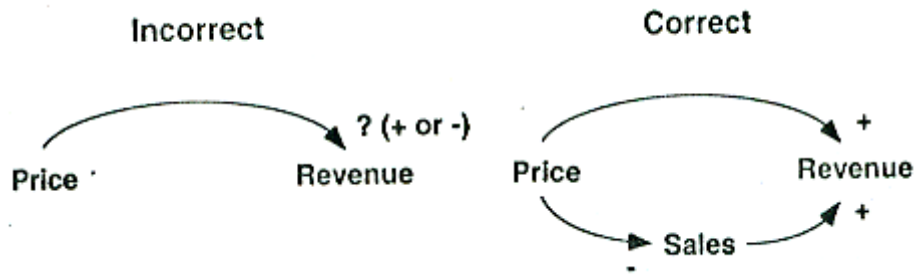 Incorrect
? (+ or -)
Price
Revenue
Correct
+
Price
Revenue
+
Sales
-